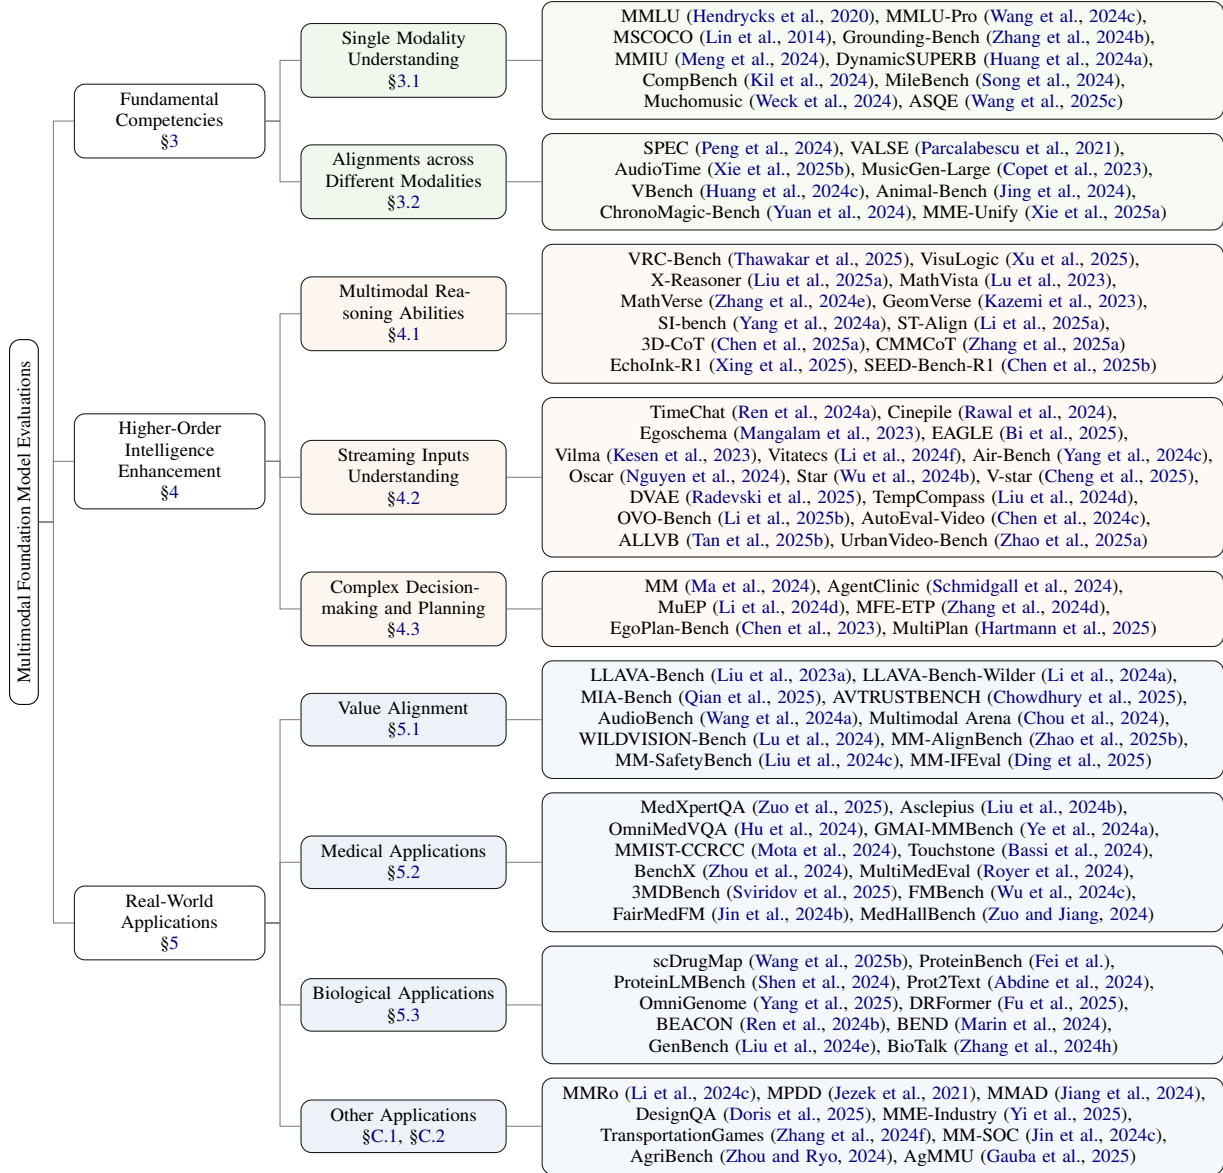 Multimodal Foundation Model Evaluations
Fundamental
Competencies
§3
Single Modality
Understanding
§3.1
MMLU (Hendrycks et al., 2020), MMLU-Pro (Wang et al., 2024c),
MSCOCO (Lin et al., 2014), Grounding-Bench (Zhang et al., 2024b),
MMIU (Meng et al., 2024), DynamicSUPERB (Huang et al., 2024a),
CompBench (Kil et al., 2024), MileBench (Song et al., 2024),
Muchomusic (Weck et al., 2024), ASQE (Wang et al., 2025c)
Alignments across
Different Modalities
§3.2
SPEC (Peng et al., 2024), VALSE (Parcalabescu et al., 2021),
AudioTime (Xie et al., 2025b), MusicGen-Large (Copet et al., 2023),
VBench (Huang et al., 2024c), Animal-Bench (Jing et al., 2024),
ChronoMagic-Bench (Yuan et al., 2024), MME-Unify (Xie et al., 2025a)
Higher-Order
Intelligence
Enhancement
§4
Multimodal Rea-
soning Abilities
§4.1
VRC-Bench (Thawakar et al., 2025), VisuLogic (Xu et al., 2025),
X-Reasoner (Liu et al., 2025a), MathVista (Lu et al., 2023),
MathVerse (Zhang et al., 2024e), GeomVerse (Kazemi et al., 2023),
SI-bench (Yang et al., 2024a), ST-Align (Li et al., 2025a),
3D-CoT (Chen et al., 2025a), CMMCoT (Zhang et al., 2025a)
EchoInk-R1 (Xing et al., 2025), SEED-Bench-R1 (Chen et al., 2025b)
Streaming Inputs
Understanding
§4.2
TimeChat (Ren et al., 2024a), Cinepile (Rawal et al., 2024),
Egoschema (Mangalam et al., 2023), EAGLE (Bi et al., 2025),
Vilma (Kesen et al., 2023), Vitatecs (Li et al., 2024f), Air-Bench (Yang et al., 2024c),
Oscar (Nguyen et al., 2024), Star (Wu et al., 2024b), V-star (Cheng et al., 2025),
DVAE (Radevski et al., 2025), TempCompass (Liu et al., 2024d),
OVO-Bench (Li et al., 2025b), AutoEval-Video (Chen et al., 2024c),
ALLVB (Tan et al., 2025b), UrbanVideo-Bench (Zhao et al., 2025a)
Complex Decision-
making and Planning
§4.3
MM (Ma et al., 2024), AgentClinic (Schmidgall et al., 2024),
MuEP (Li et al., 2024d), MFE-ETP (Zhang et al., 2024d),
EgoPlan-Bench (Chen et al., 2023), MultiPlan (Hartmann et al., 2025)
Real-World
Applications
§5
Value Alignment
§5.1
LLAVA-Bench (Liu et al., 2023a), LLAVA-Bench-Wilder (Li et al., 2024a),
MIA-Bench (Qian et al., 2025), AVTRUSTBENCH (Chowdhury et al., 2025),
AudioBench (Wang et al., 2024a), Multimodal Arena (Chou et al., 2024),
WILDVISION-Bench (Lu et al., 2024), MM-AlignBench (Zhao et al., 2025b),
MM-SafetyBench (Liu et al., 2024c), MM-IFEval (Ding et al., 2025)
Medical Applications
§5.2
MedXpertQA (Zuo et al., 2025), Asclepius (Liu et al., 2024b),
OmniMedVQA (Hu et al., 2024), GMAI-MMBench (Ye et al., 2024a),
MMIST-CCRCC (Mota et al., 2024), Touchstone (Bassi et al., 2024),
BenchX (Zhou et al., 2024), MultiMedEval (Royer et al., 2024),
3MDBench (Sviridov et al., 2025), FMBench (Wu et al., 2024c),
FairMedFM (Jin et al., 2024b), MedHallBench (Zuo and Jiang, 2024)
Biological Applications
§5.3
scDrugMap (Wang et al., 2025b), ProteinBench (Fei et al.),
ProteinLMBench (Shen et al., 2024), Prot2Text (Abdine et al., 2024),
OmniGenome (Yang et al., 2025), DRFormer (Fu et al., 2025),
BEACON (Ren et al., 2024b), BEND (Marin et al., 2024),
GenBench (Liu et al., 2024e), BioTalk (Zhang et al., 2024h)
Other Applications
§C.1, §C.2
MMRo (Li et al., 2024c), MPDD (Jezek et al., 2021), MMAD (Jiang et al., 2024),
DesignQA (Doris et al., 2025), MME-Industry (Yi et al., 2025),
TransportationGames (Zhang et al., 2024f), MM-SOC (Jin et al., 2024c),
AgriBench (Zhou and Ryo, 2024), AgMMU (Gauba et al., 2025)